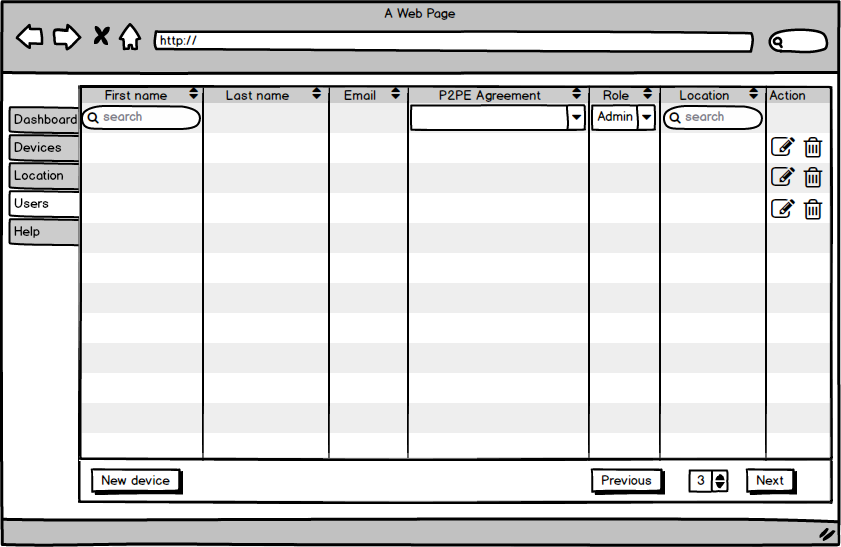 A Web Page
http://
First name Last name Email P2PE Agreement Role Location Action
search Admin search
Dashboard
Devices
Location
Users
Help
New device Previous 3 Next